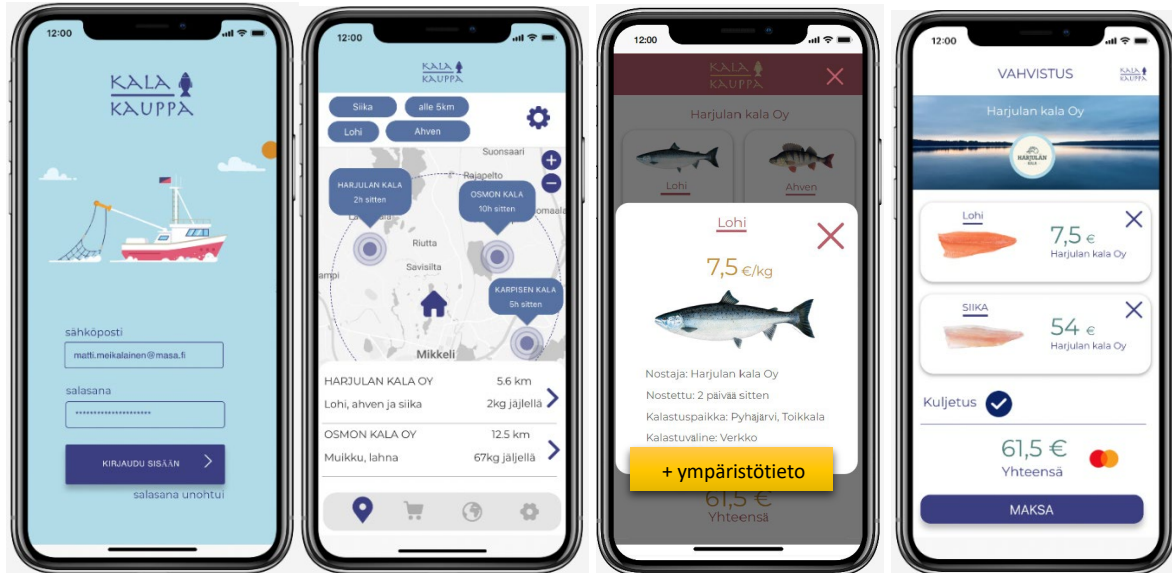 12:00
KALA
KAUPPA
sähköposti
matti.meikalainen@masa.fi
salasana
KIRJAUDU SISÄÄN
salasana unohtui
12:00
KALA
KAUPPA
Siika
alle 5km
Lohi
Ahven
Suonsaari
HARJULAN KALA
2h sitten
Rajapelto
OSMON KALA
10h sitten
Riutta
Savisilta
KARPISEN KALA
5h sitten
Mikkeli
HARJULAN KALA OY
5.6 km
Lohi, ahven ja siika
2kg jäljlellä
OSMON KALA OY
12.5 km
Muikku, lahna
67kg jäljellä
12:00
KALA
KAUPPA
Harjulan kala Oy
Lohi
Ahven
Lohi
7,5 €/kg
Nostaja: Harjulan kala Oy
Nostettu: 2 päivää sitten
Kalastuspaikka: Pyhäjärvi, Toikkala
Kalastuvaline: Verkko
+ ympäristötieto
61,5 €
Yhteensä
12:00
VAHVISTUS
KALA
KAUPPA
Harjulan kala Oy
HARJULAN
KALA
Lohi
7,5 €
Harjulan kala Oy
SIIKA
54 €
Harjulan kala Oy
Kuljetus
61,5 €
Yhteensä
MAKSA